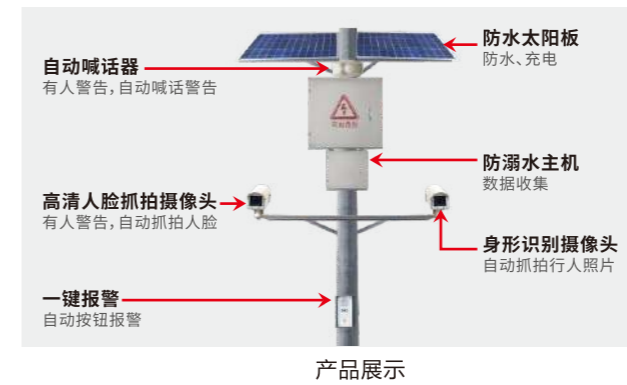 防水太阳板
防水、充电
自动喊话器
有人警告,自动喊话警告
防溺水主机
数据收集
高清人脸抓拍摄像头
有人警告,自动抓拍人脸
身形识别摄像头
自动抓拍行人照片
一键报警
自动按钮报警
产品展示